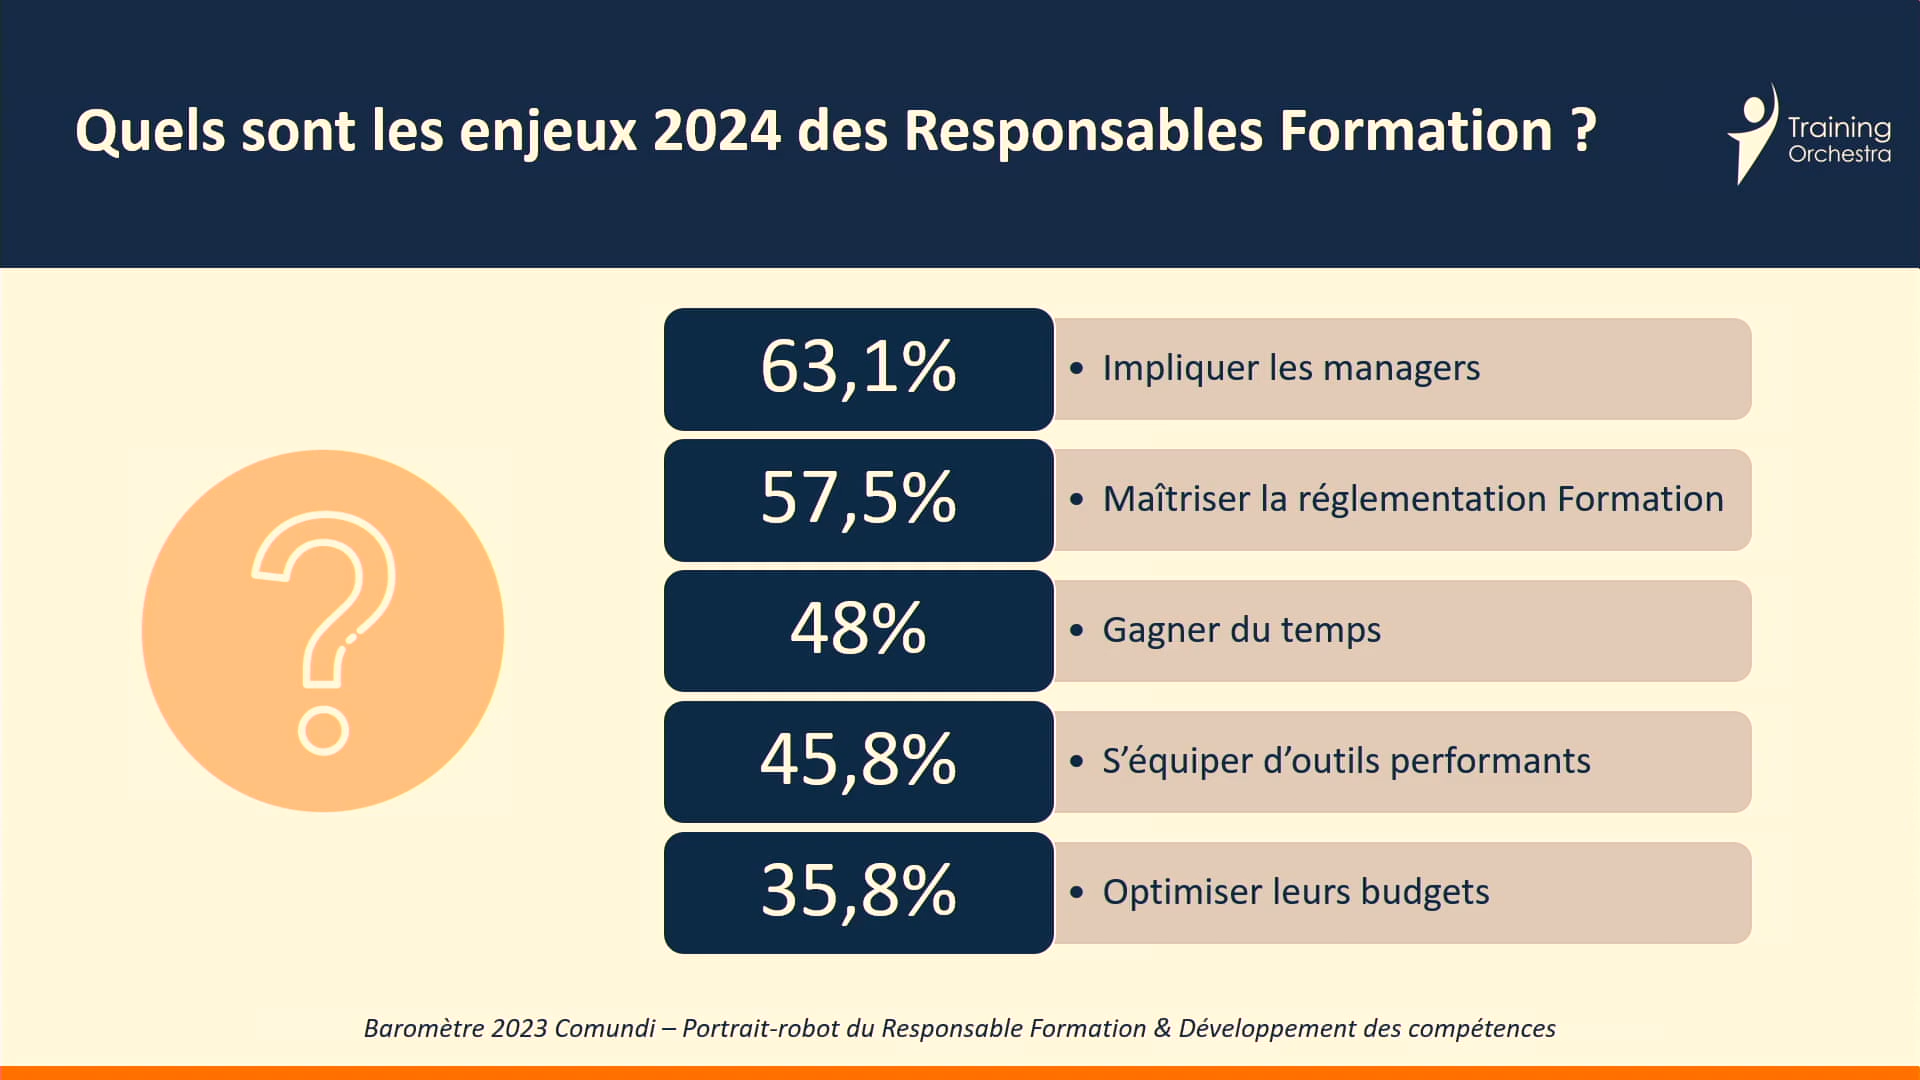 Quels sont les enjeux 2024 des Responsables Formation ?
Training
Orchestra
63,1%
• Impliquer les managers
57,5%
• Maîtriser la réglementation Formation
48%
• Gagner du temps
45,8%
• S’équiper d’outils performants
35,8%
• Optimiser leurs budgets
Baromètre 2023 Comundi – Portrait-robot du Responsable Formation & Développement des compétences